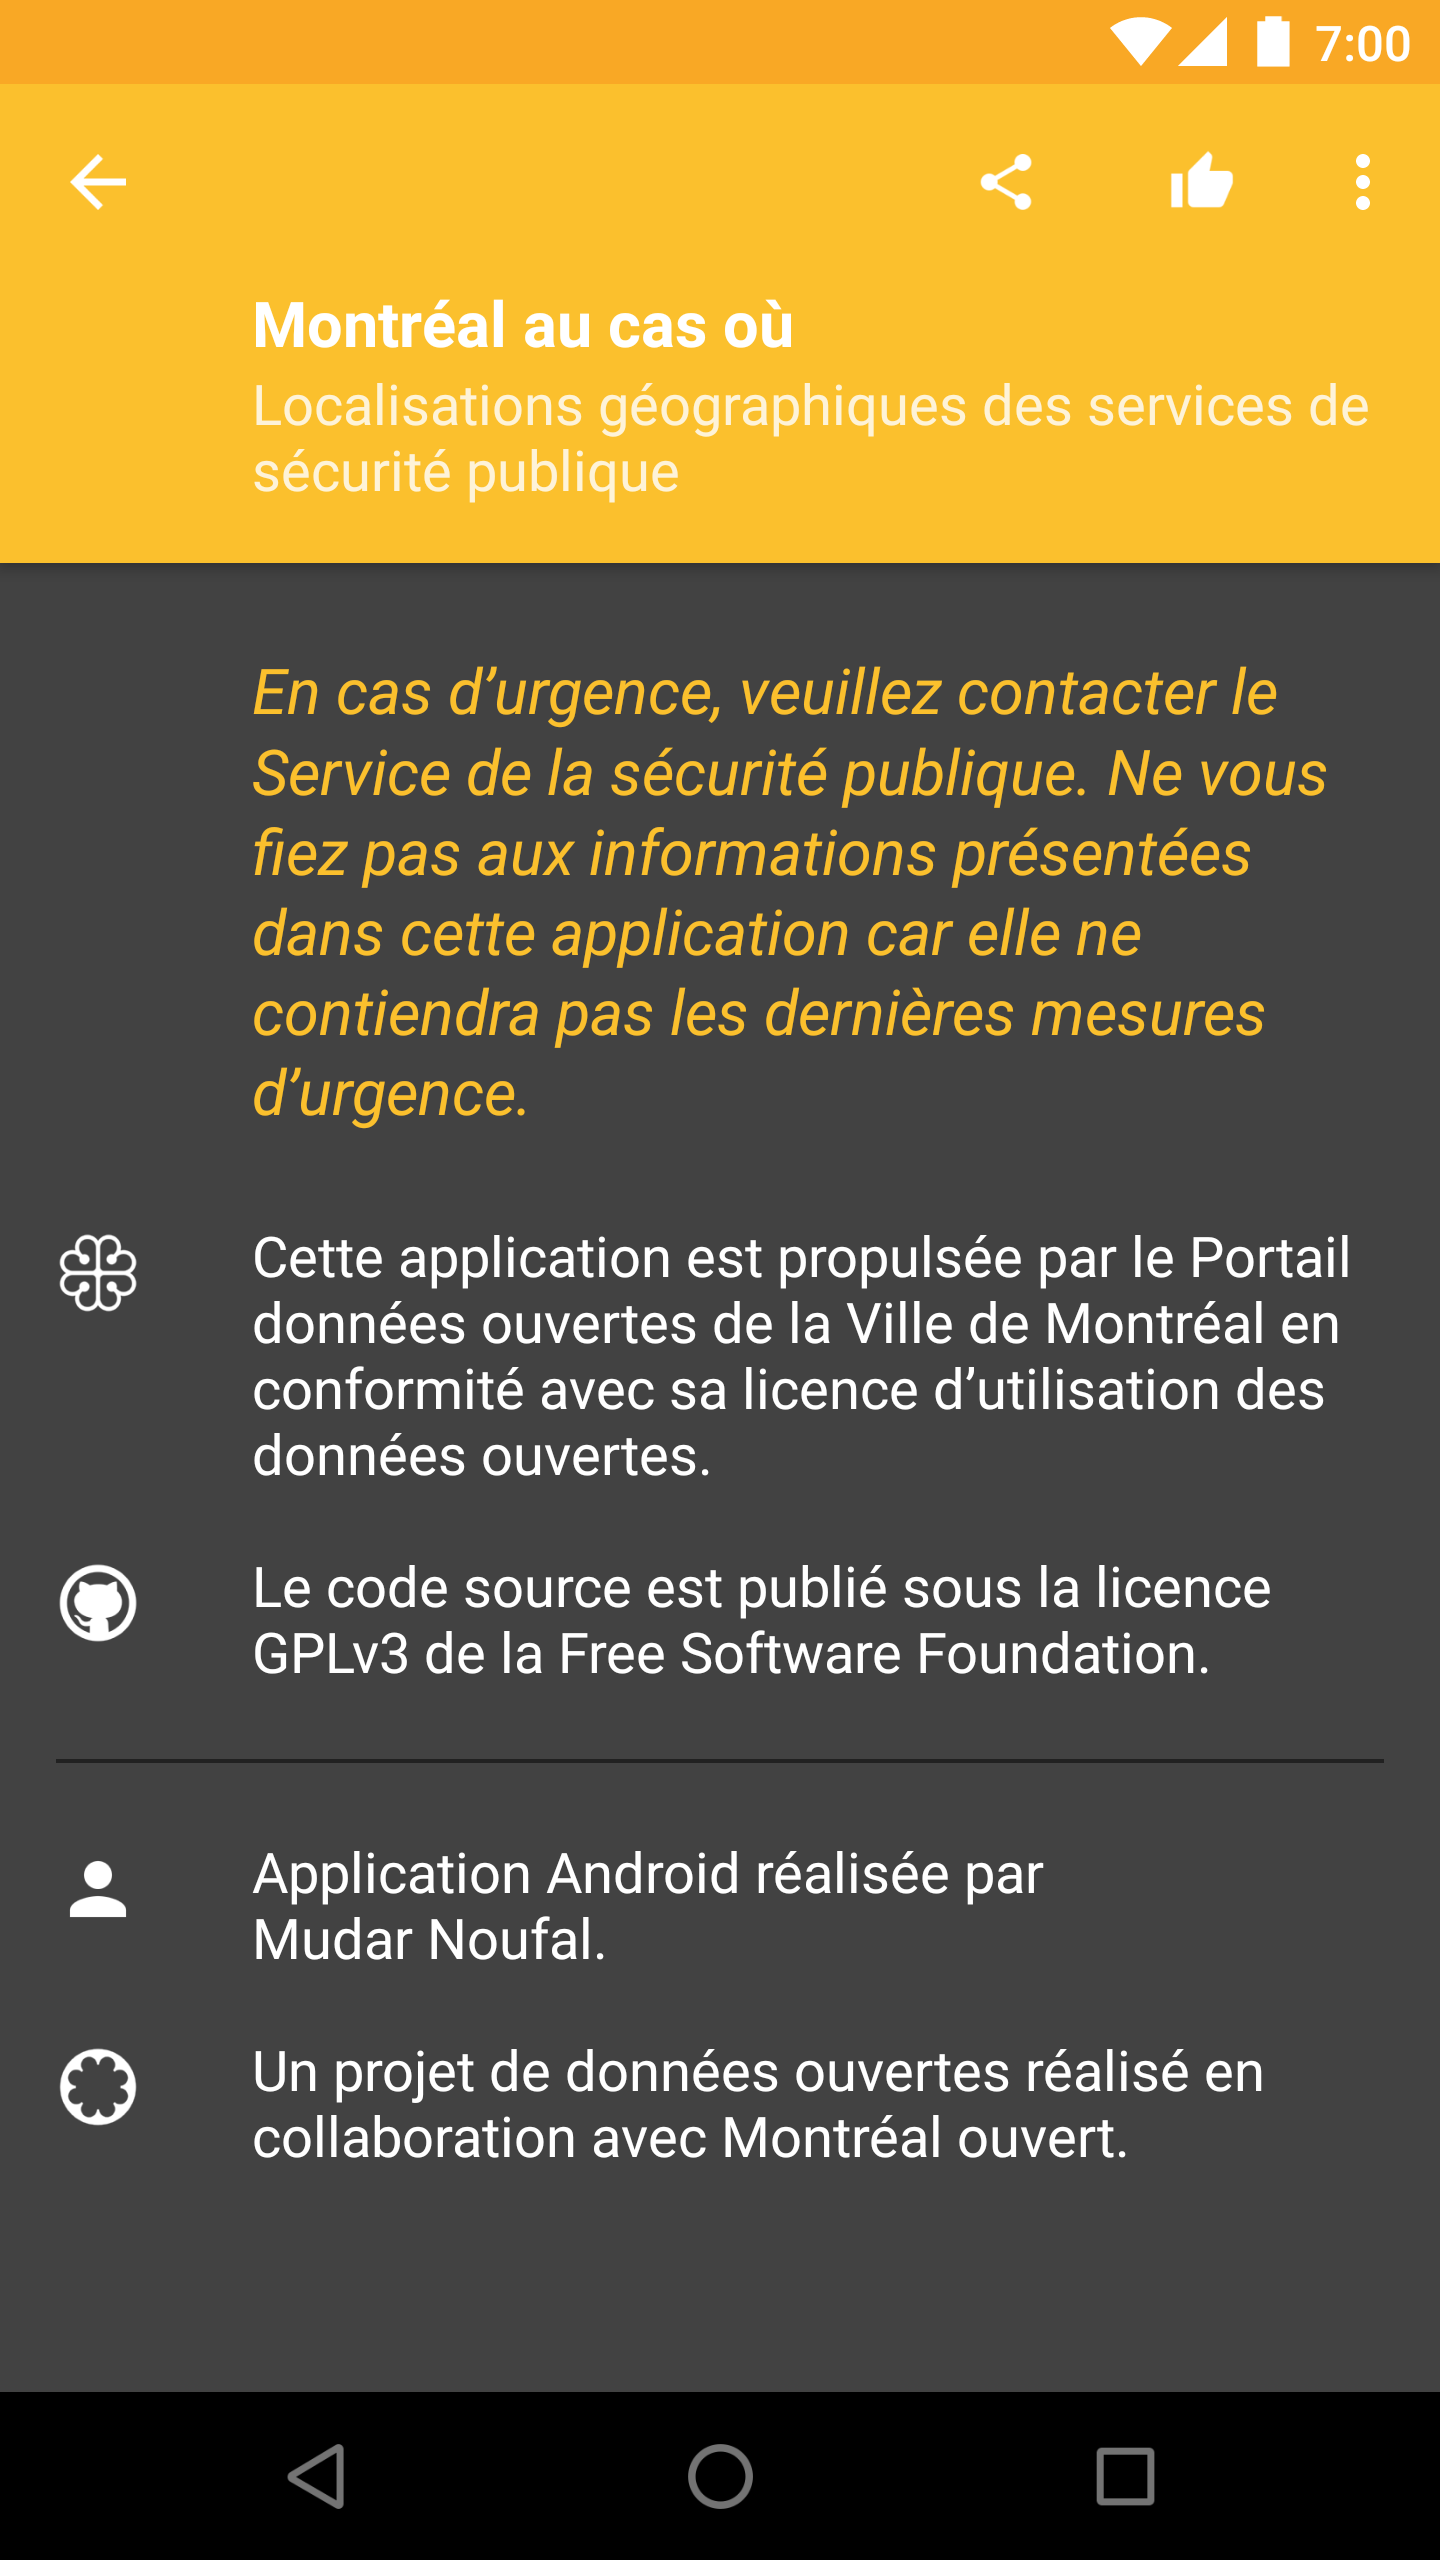 7:00
Montréal au cas où
Localisations géographiques des services de
sécurité publique
En cas d’urgence, veuillez contacter le
Service de la sécurité publique. Ne vous
fiez pas aux informations présentées
dans cette application car elle ne
contiendra pas les dernières mesures
d’urgence.
Cette application est propulsée par le Portail
données ouvertes de la Ville de Montréal en
conformité avec sa licence d’utilisation des
données ouvertes.
Le code source est publié sous la licence
GPLv3 de la Free Software Foundation.
Application Android réalisée par
Mudar Noufal.
Un projet de données ouvertes réalisé en
collaboration avec Montréal ouvert.